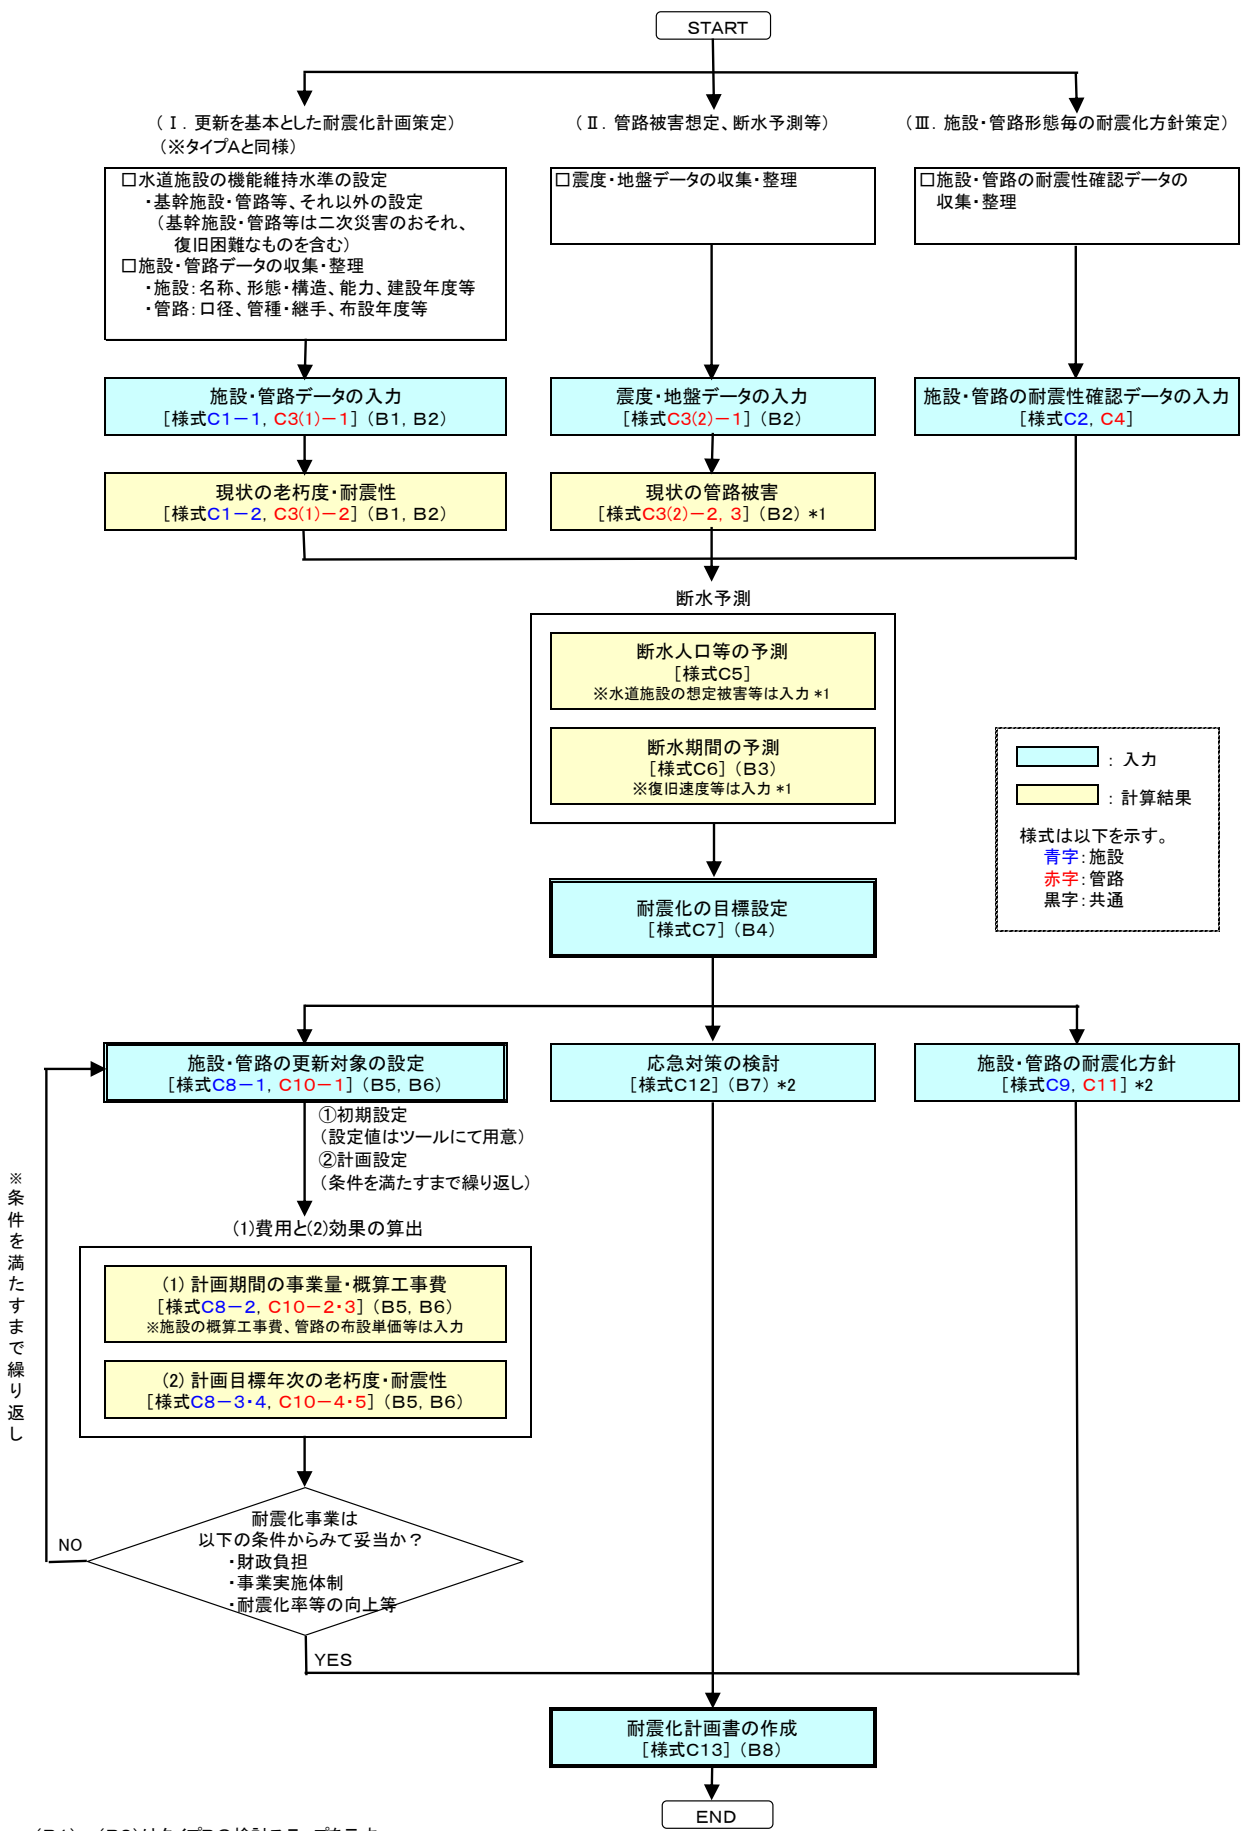 START
（Ⅰ．更新を基本とした耐震化計画策定）
（※タイプAと同様）
□水道施設の機能維持水準の設定
・基幹施設・管路等、それ以外の設定
（基幹施設・管路等は二次災害のおそれ、
復旧困難なものを含む）
□施設・管路データの収集・整理
・施設：名称、形態・構造、能力、建設年度等
・管路：口径、管種・継手、布設年度等
（Ⅱ．管路被害想定、断水予測等）
□震度・地盤データの収集・整理
（Ⅲ．施設・管路形態毎の耐震化方針策定）
□施設・管路の耐震性確認データの
収集・整理
施設・管路データの入力
［様式C1－1，C3(1)－1］（B1，B2）
震度・地盤データの入力
［様式C3(2)－1］（B2）
施設・管路の耐震性確認データの入力
［様式C2，C4］
現状の老朽度・耐震性
［様式C1－2，C3(1)－2］（B1，B2）
現状の管路被害
［様式C3(2)－2，3］（B2）*1
断水予測
断水人口等の予測
［様式C5］
※水道施設の想定被害等は入力 *1
断水期間の予測
［様式C6］（B3）
※復旧速度等は入力 *1
：入力
：計算結果
様式は以下を示す。
青字：施設
赤字：管路
黒字：共通
耐震化の目標設定
［様式C7］（B4）
施設・管路の更新対象の設定
［様式C8－1，C10－1］（B5，B6）
応急対策の検討
［様式C12］（B7）*2
施設・管路の耐震化方針
［様式C9，C11］*2
①初期設定
（設定値はツールにて用意）
②計画設定
（条件を満たすまで繰り返し）
※条件を満たすまで繰り返し
(1)費用と(2)効果の算出
(1) 計画期間の事業量・概算工事費
［様式C8－2，C10－2・3］（B5，B6）
※施設の概算工事費、管路の布設単価等は入力
(2) 計画目標年次の老朽度・耐震性
［様式C8－3・4，C10－4・5］（B5，B6）
耐震化事業は
以下の条件からみて妥当か？
・財政負担
・事業実施体制
・耐震化率等の向上等
NO
YES
耐震化計画書の作成
［様式C13］（B8）
END